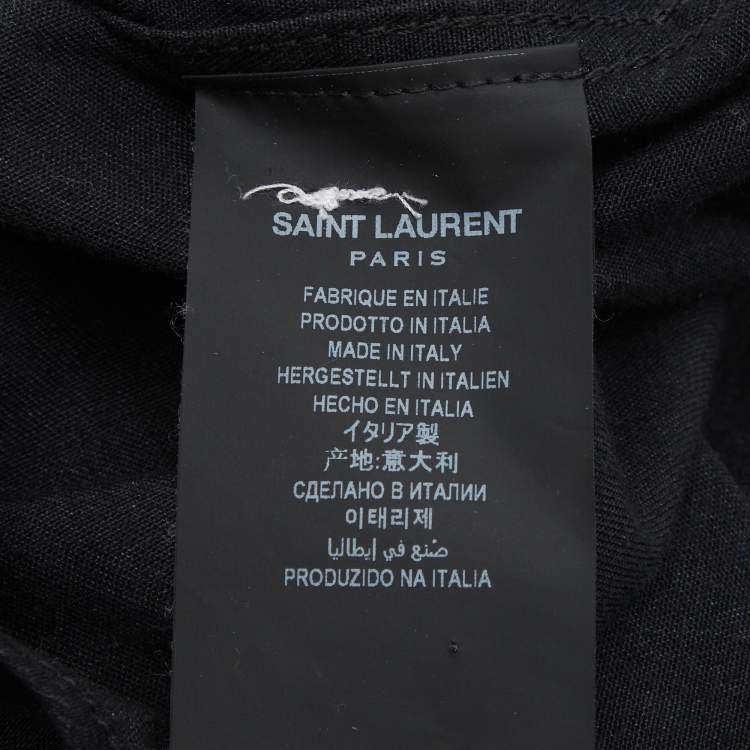 SAINT LAURENT
PARIS
FABRIQUE EN ITALIE
PRODOTTO IN ITALIA
MADE IN ITALY
HERGESTELLT IN ITALIEN
HECHO EN ITALIA
イタリア製
产地:意大利
СДЕЛАНО В ИТАЛИИ
이태리제
صُنع في إيطاليا
PRODUZIDO NA ITALIA